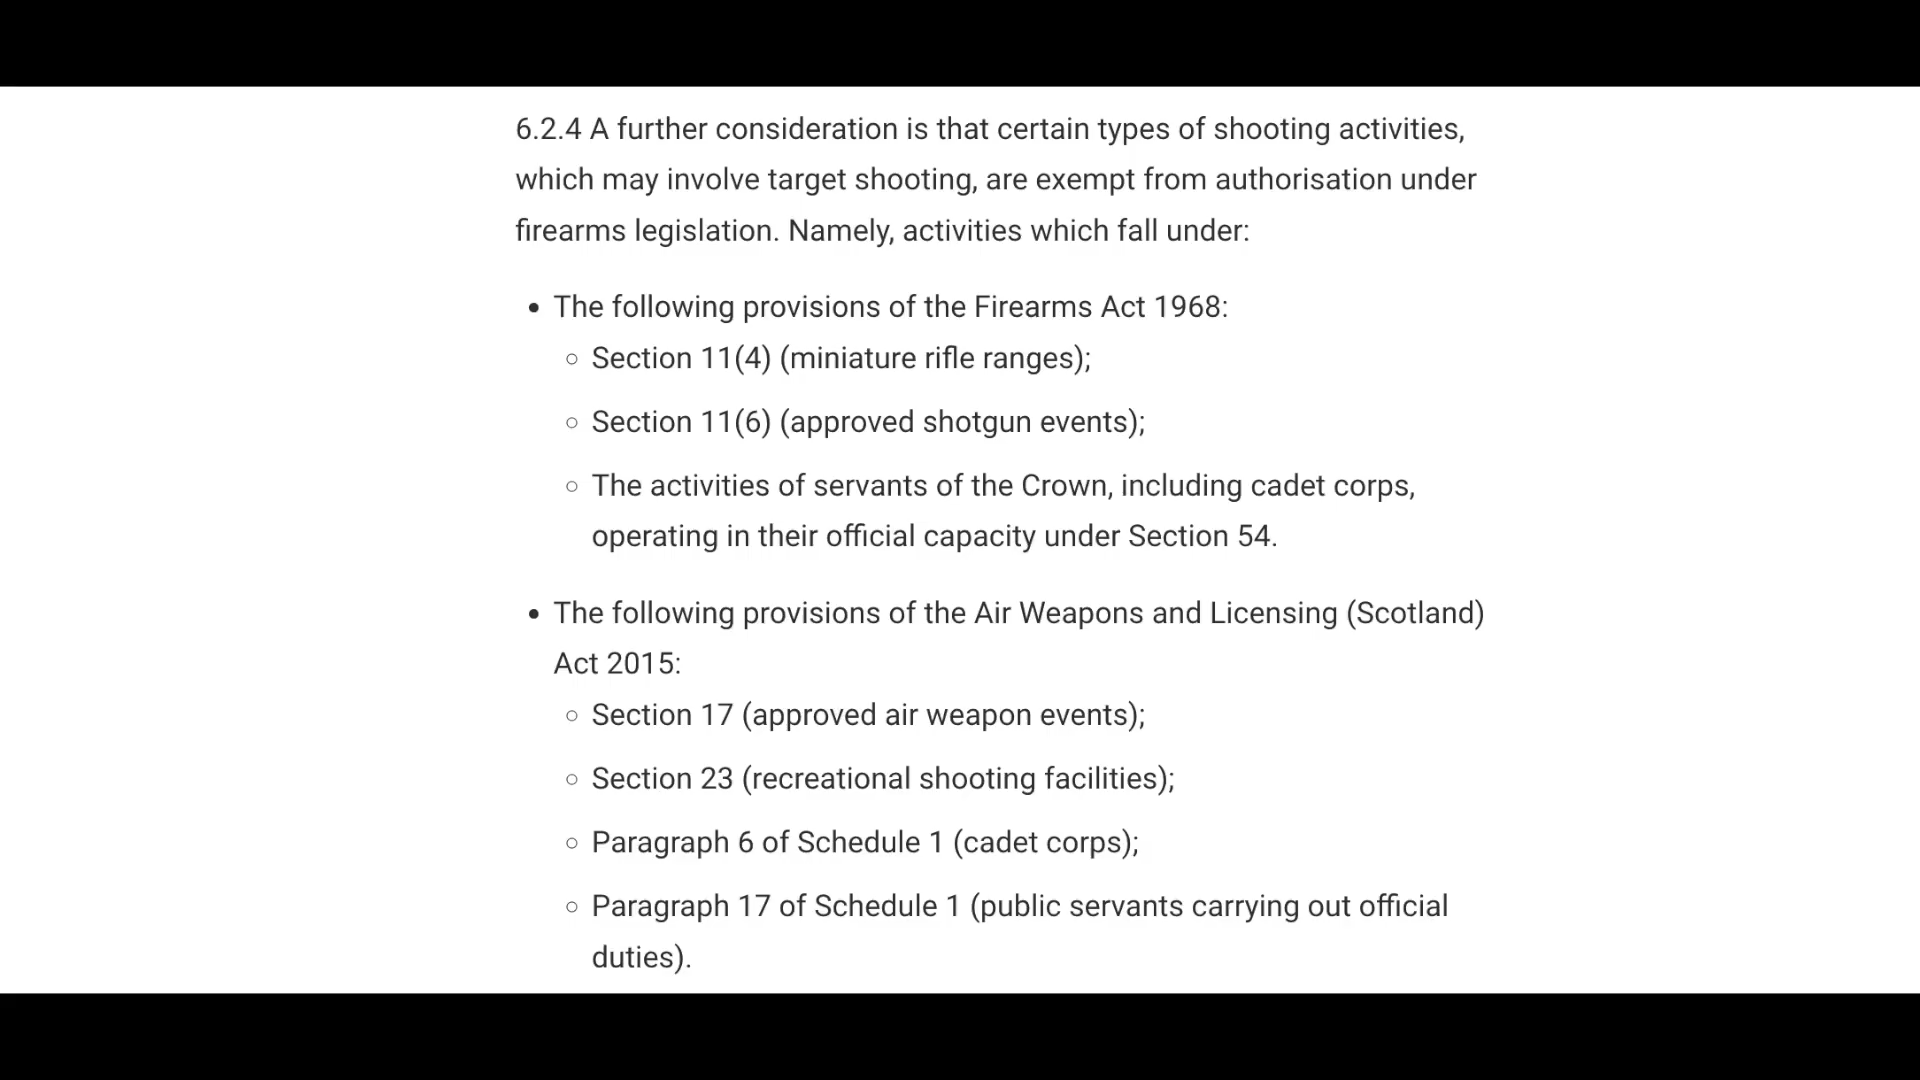 6.2.4 A further consideration is that certain types of shooting activities,
which may involve target shooting, are exempt from authorisation under
firearms legislation. Namely, activities which fall under:
• The following provisions of the Firearms Act 1968:
○ Section 11(4) (miniature rifle ranges);
○ Section 11(6) (approved shotgun events);
○ The activities of servants of the Crown, including cadet corps,
operating in their official capacity under Section 54.
• The following provisions of the Air Weapons and Licensing (Scotland)
Act 2015:
○ Section 17 (approved air weapon events);
○ Section 23 (recreational shooting facilities);
○ Paragraph 6 of Schedule 1 (cadet corps);
○ Paragraph 17 of Schedule 1 (public servants carrying out official
duties).